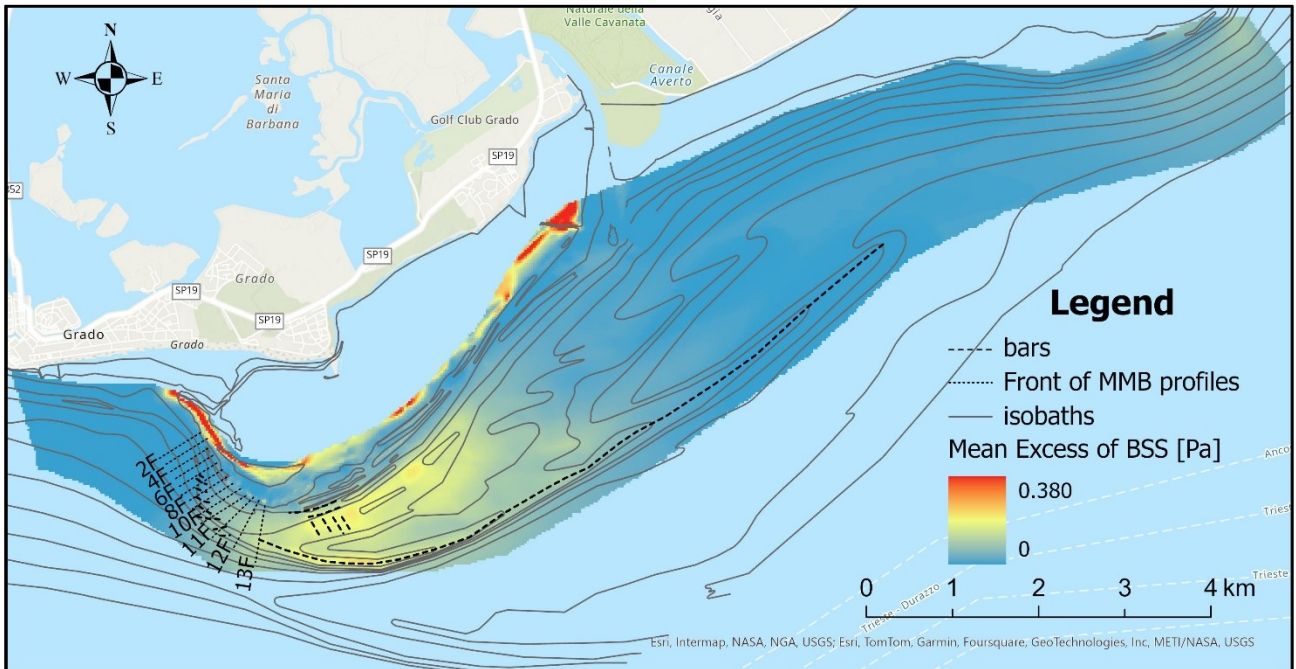 N
W
E
S
Naturale della
Valle Cavanata
Canale
Averto
Santa
Maria
di
Barbana
Golf Club Grado
SP19
SP19
SP19
SP19
Grado
Grado
Grado
2F
4F
6F
8F
10F
11F
12F
13F
Legend
bars
Front of MMB profiles
isobaths
Mean Excess of BSS [Pa]
0.380
0
0 1 2 3 4 km
Anco
Trieste
Trieste
Trieste - Durazzo
Esri, Intermap, NASA, NGA, USGS; Esri, TomTom, Garmin, Foursquare, GeoTechnologies, Inc, METI/NASA, USGS